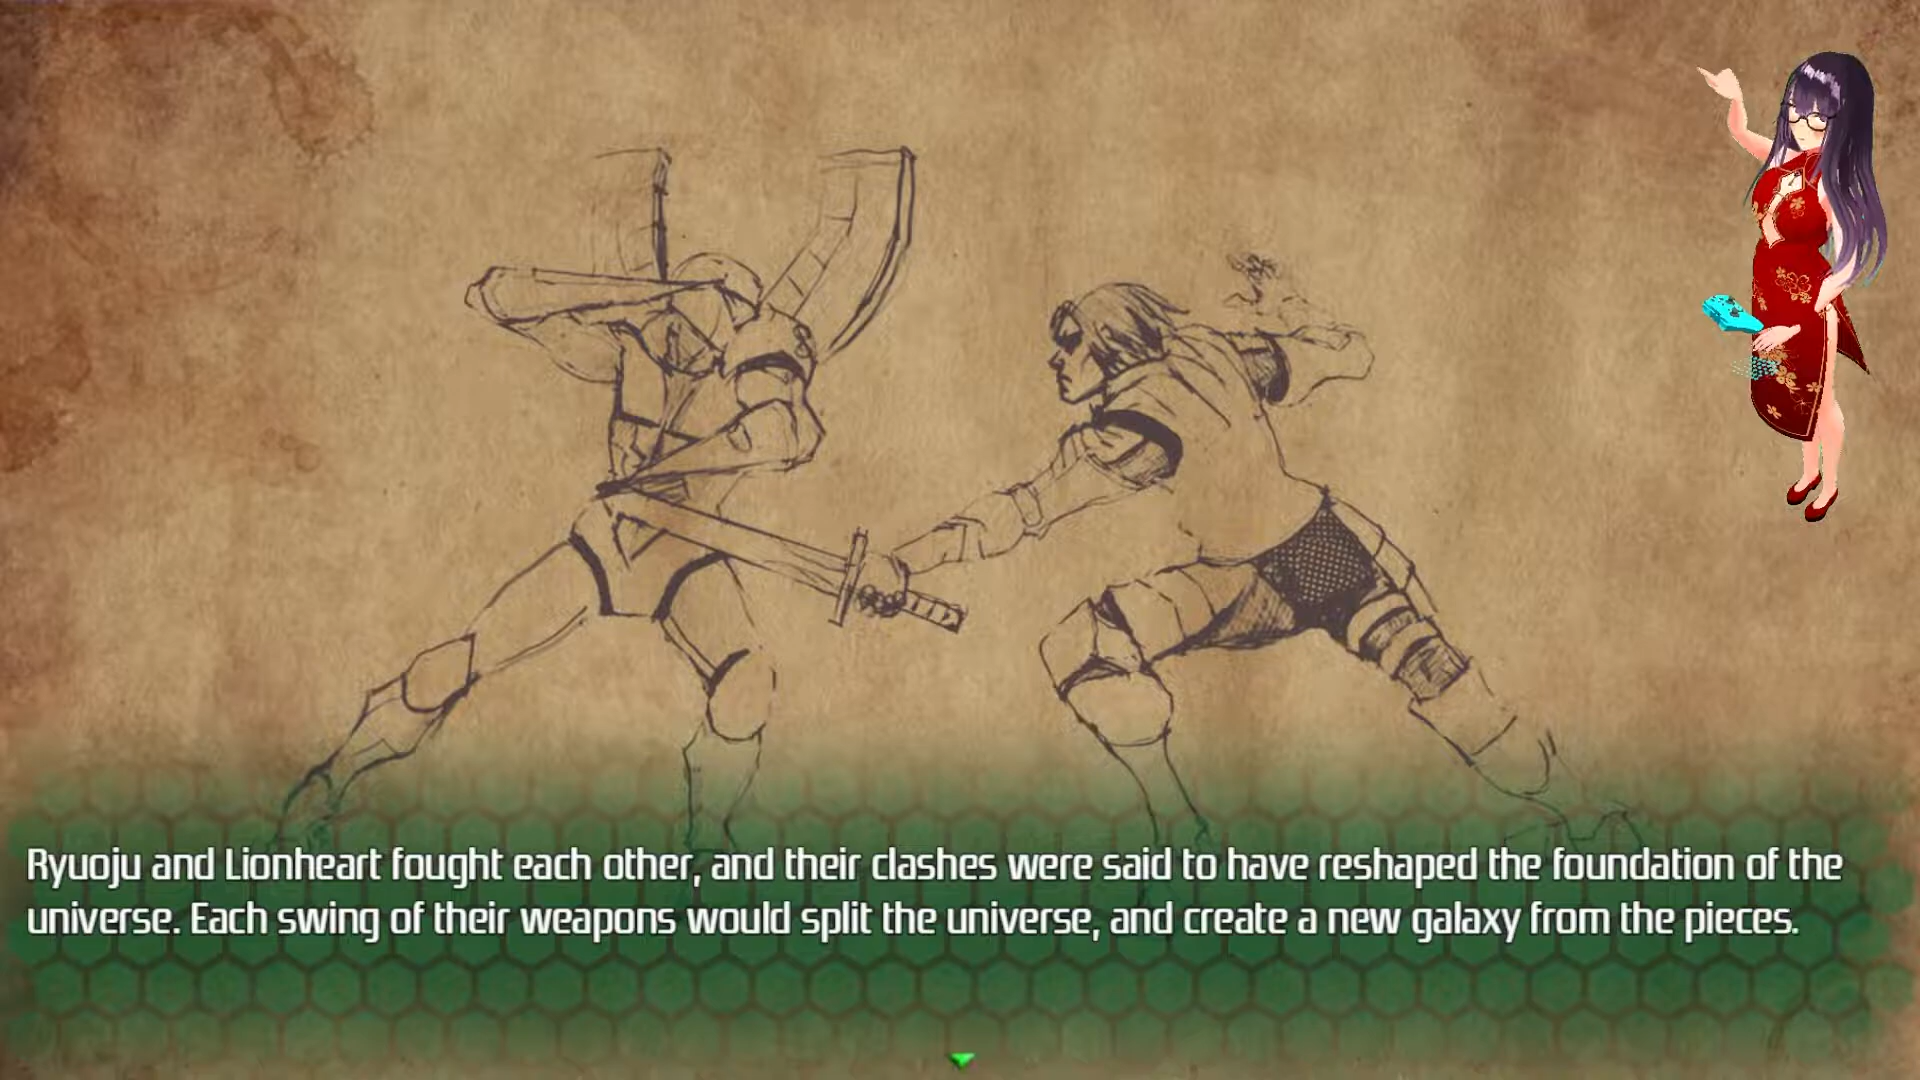 Ryuoju and Lionheart fought each other, and their clashes were said to have reshaped the foundation of the
universe. Each swing of their weapons would split the universe, and create a new galaxy from the pieces.